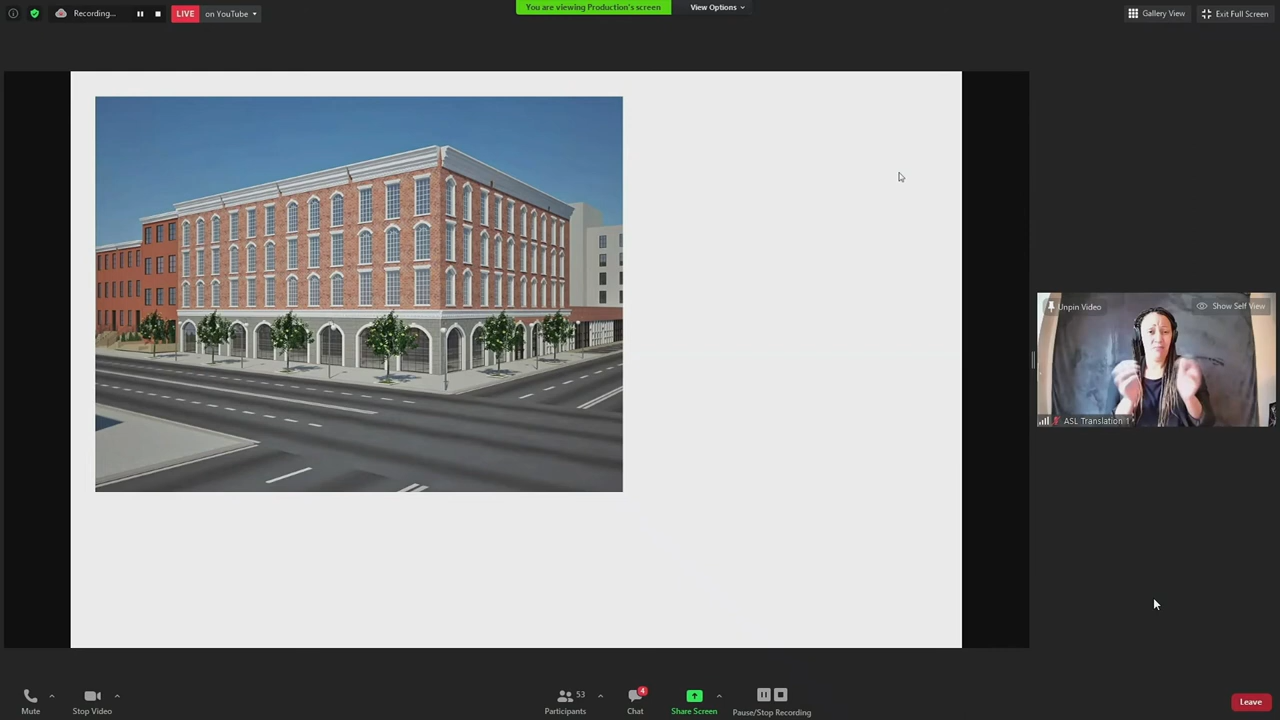 Recording...
LIVE on YouTube
You are viewing Production's screen
View Options
Gallery View
Exit Full Screen
Unpin Video
Show Self View
ASL Translation 1
Mute
Stop Video
53
Participants
4
Chat
Share Screen
Pause/Stop Recording
Leave